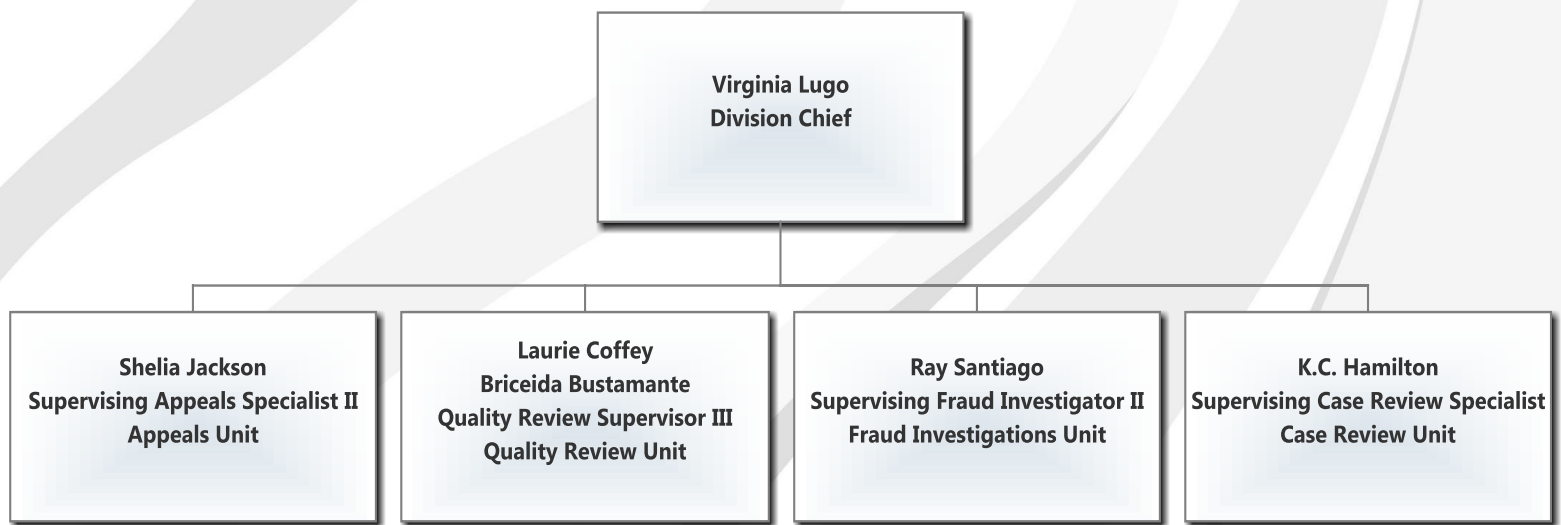 Virginia Lugo
Division Chief
Shelia Jackson
Supervising Appeals Specialist II
Appeals Unit
Laurie Coffey
Briceida Bustamante
Quality Review Supervisor III
Quality Review Unit
Ray Santiago
Supervising Fraud Investigator II
Fraud Investigations Unit
K.C. Hamilton
Supervising Case Review Specialist
Case Review Unit